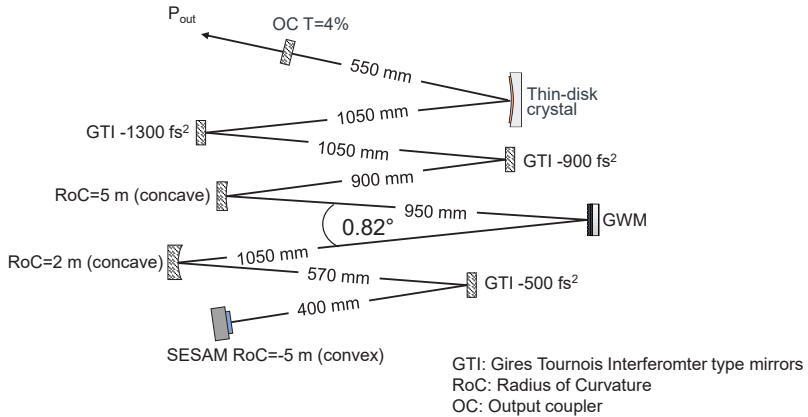 P_out
OC T=4%
550 mm
Thin-disk
crystal
1050 mm
GTI -1300 fs²
1050 mm
GTI -900 fs²
900 mm
RoC=5 m (concave)
950 mm
GWM
0.82°
1050 mm
RoC=2 m (concave)
570 mm
GTI -500 fs²
400 mm
SESAM RoC=-5 m (convex)
GTI: Gires Tournois Interferomter type mirrors
RoC: Radius of Curvature
OC: Output coupler